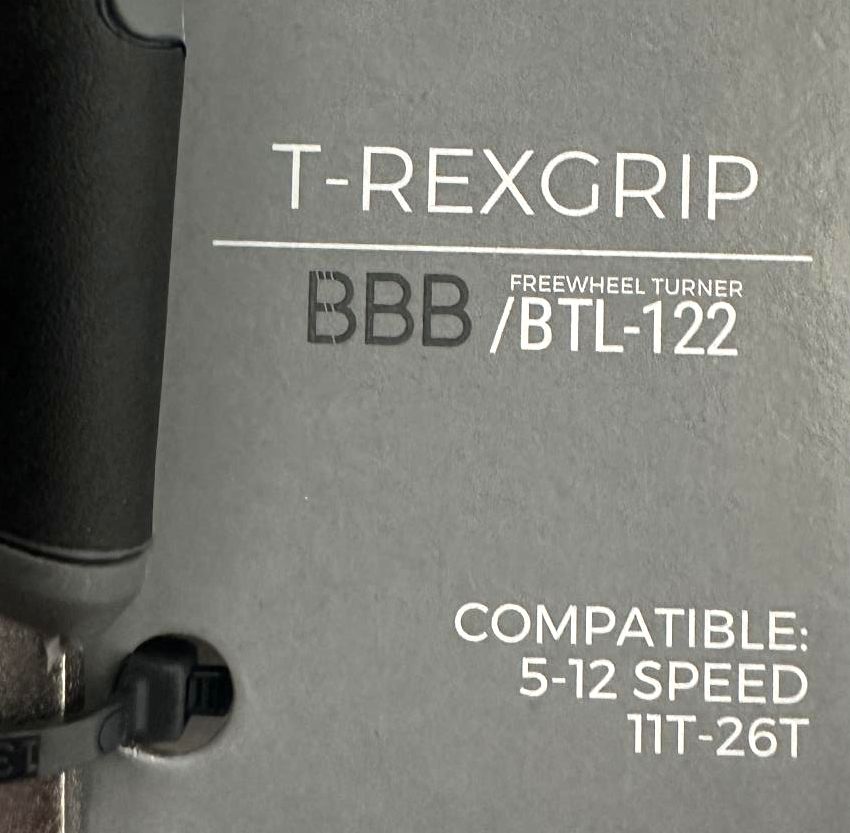 T-REXGRIP
BBB
FREEWHEEL TURNER
/BTL-122
COMPATIBLE:
5-12 SPEED
11T-26T